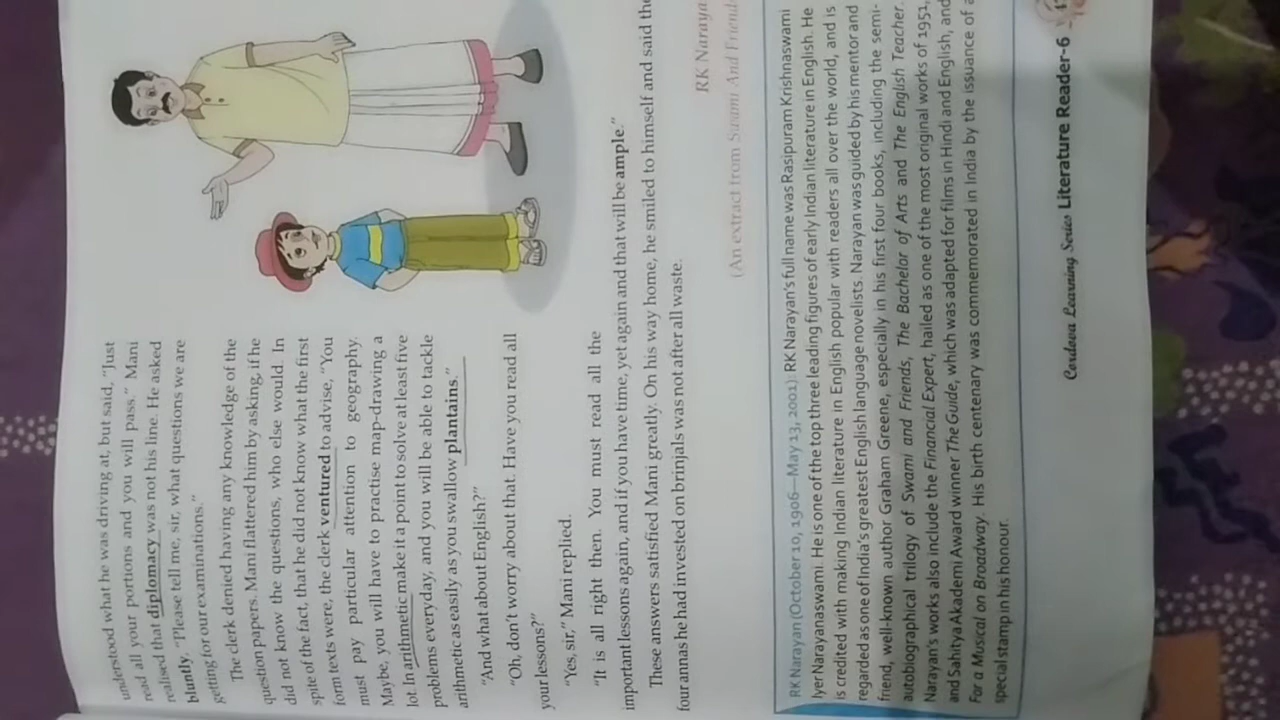 understood what he was driving at, but said, "Just
read all your portions and you will pass." Mani
realised that diplomacy was not his line. He asked
bluntly, "Please tell me, sir, what questions we are
getting for our examinations."
The clerk denied having any knowledge of the
question papers. Mani flattered him by asking, if he
did not know the questions, who else would. In
spite of the fact, that he did not know what the first
form texts were, the clerk ventured to advise, "You
must pay particular attention to geography.
Maybe, you will have to practise map-drawing a
lot. In arithmetic make it a point to solve at least five
problems everyday, and you will be able to tackle
arithmetic as easily as you swallow plantains."
"And what about English?"
"Oh, don't worry about that. Have you read all
your lessons?"
"Yes, sir," Mani replied.
"It is all right then. You must read all the
important lessons again, and if you have time, yet again and that will be ample."
These answers satisfied Mani greatly. On his way home, he smiled to himself and said the
four annas he had invested on brinjals was not after all waste.
RK Naraya
(An extract from Swami And Friend
RK Narayan (October 10, 1906—May 13, 2001) RK Narayan's full name was Rasipuram Krishnaswami
Iyer Narayanaswami. He is one of the top three leading figures of early Indian literature in English. He
is credited with making Indian literature in English popular with readers all over the world, and is
regarded as one of India's greatest English language novelists. Narayan was guided by his mentor and
friend, well-known author Graham Greene, especially in his first four books, including the semi-
autobiographical trilogy of Swami and Friends, The Bachelor of Arts and The English Teacher.
Narayan's works also include the Financial Expert, hailed as one of the most original works of 1951,
and Sahitya Akademi Award winner The Guide, which was adapted for films in Hindi and English, and
For a Musical on Broadway. His birth centenary was commemorated in India by the issuance of a
special stamp in his honour.
Cordova Learning Series Literature Reader-6